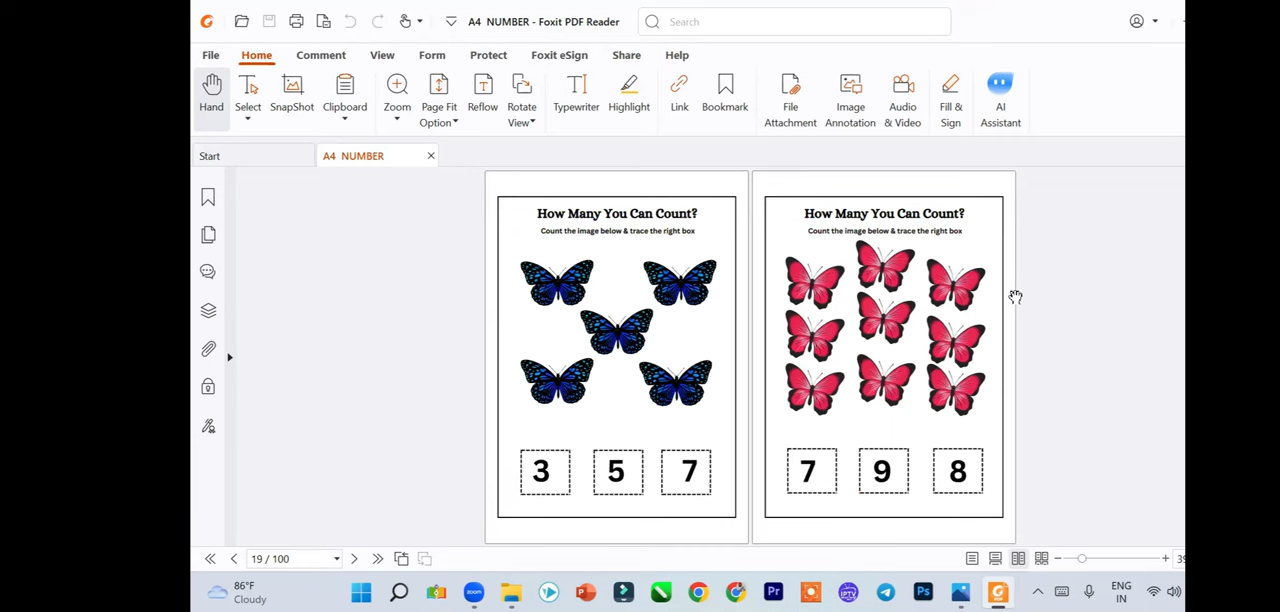 A4 NUMBER - Foxit PDF Reader
Search
File Home Comment View Form Protect Foxit eSign Share Help
Hand
Select
SnapShot
Clipboard
Zoom
Page Fit
Option
Reflow
Rotate
View
Typewriter
Highlight
Link
Bookmark
File
Attachment
Image
Annotation
Audio
& Video
Fill &
Sign
AI
Assistant
Start
A4 NUMBER
How Many You Can Count?
Count the image below & trace the right box
3 5 7
How Many You Can Count?
Count the image below & trace the right box
7 9 8
19 / 100
86°F
Cloudy
zoom
P
Pr
IPTV
Ps
ENG
IN